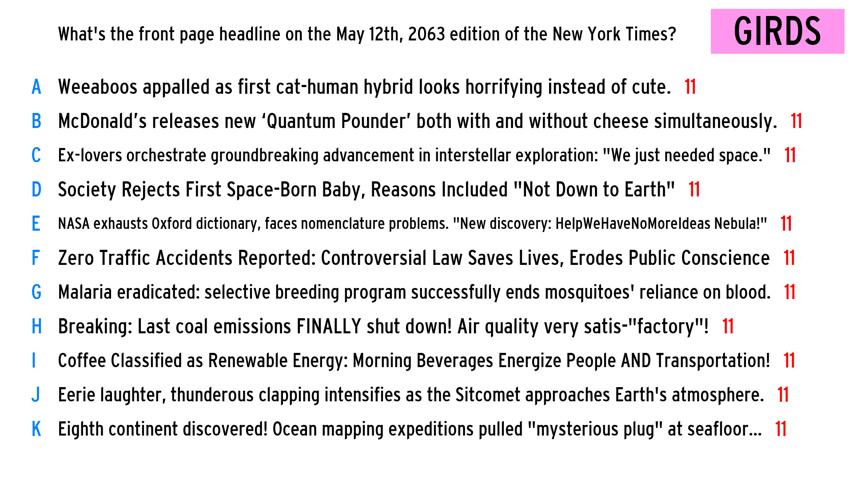 What's the front page headline on the May 12th, 2063 edition of the New York Times?
GIRDS
A Weeaboos appalled as first cat-human hybrid looks horrifying instead of cute. 11
B McDonald’s releases new ‘Quantum Pounder’ both with and without cheese simultaneously. 11
C Ex-lovers orchestrate groundbreaking advancement in interstellar exploration: "We just needed space." 11
D Society Rejects First Space-Born Baby, Reasons Included "Not Down to Earth" 11
E NASA exhausts Oxford dictionary, faces nomenclature problems. "New discovery: HelpWeHaveNoMoreIdeas Nebula!" 11
F Zero Traffic Accidents Reported: Controversial Law Saves Lives, Erodes Public Conscience 11
G Malaria eradicated: selective breeding program successfully ends mosquitoes' reliance on blood. 11
H Breaking: Last coal emissions FINALLY shut down! Air quality very satis-"factory"! 11
I Coffee Classified as Renewable Energy: Morning Beverages Energize People AND Transportation! 11
J Eerie laughter, thunderous clapping intensifies as the Sitcomet approaches Earth's atmosphere. 11
K Eighth continent discovered! Ocean mapping expeditions pulled "mysterious plug" at seafloor... 11